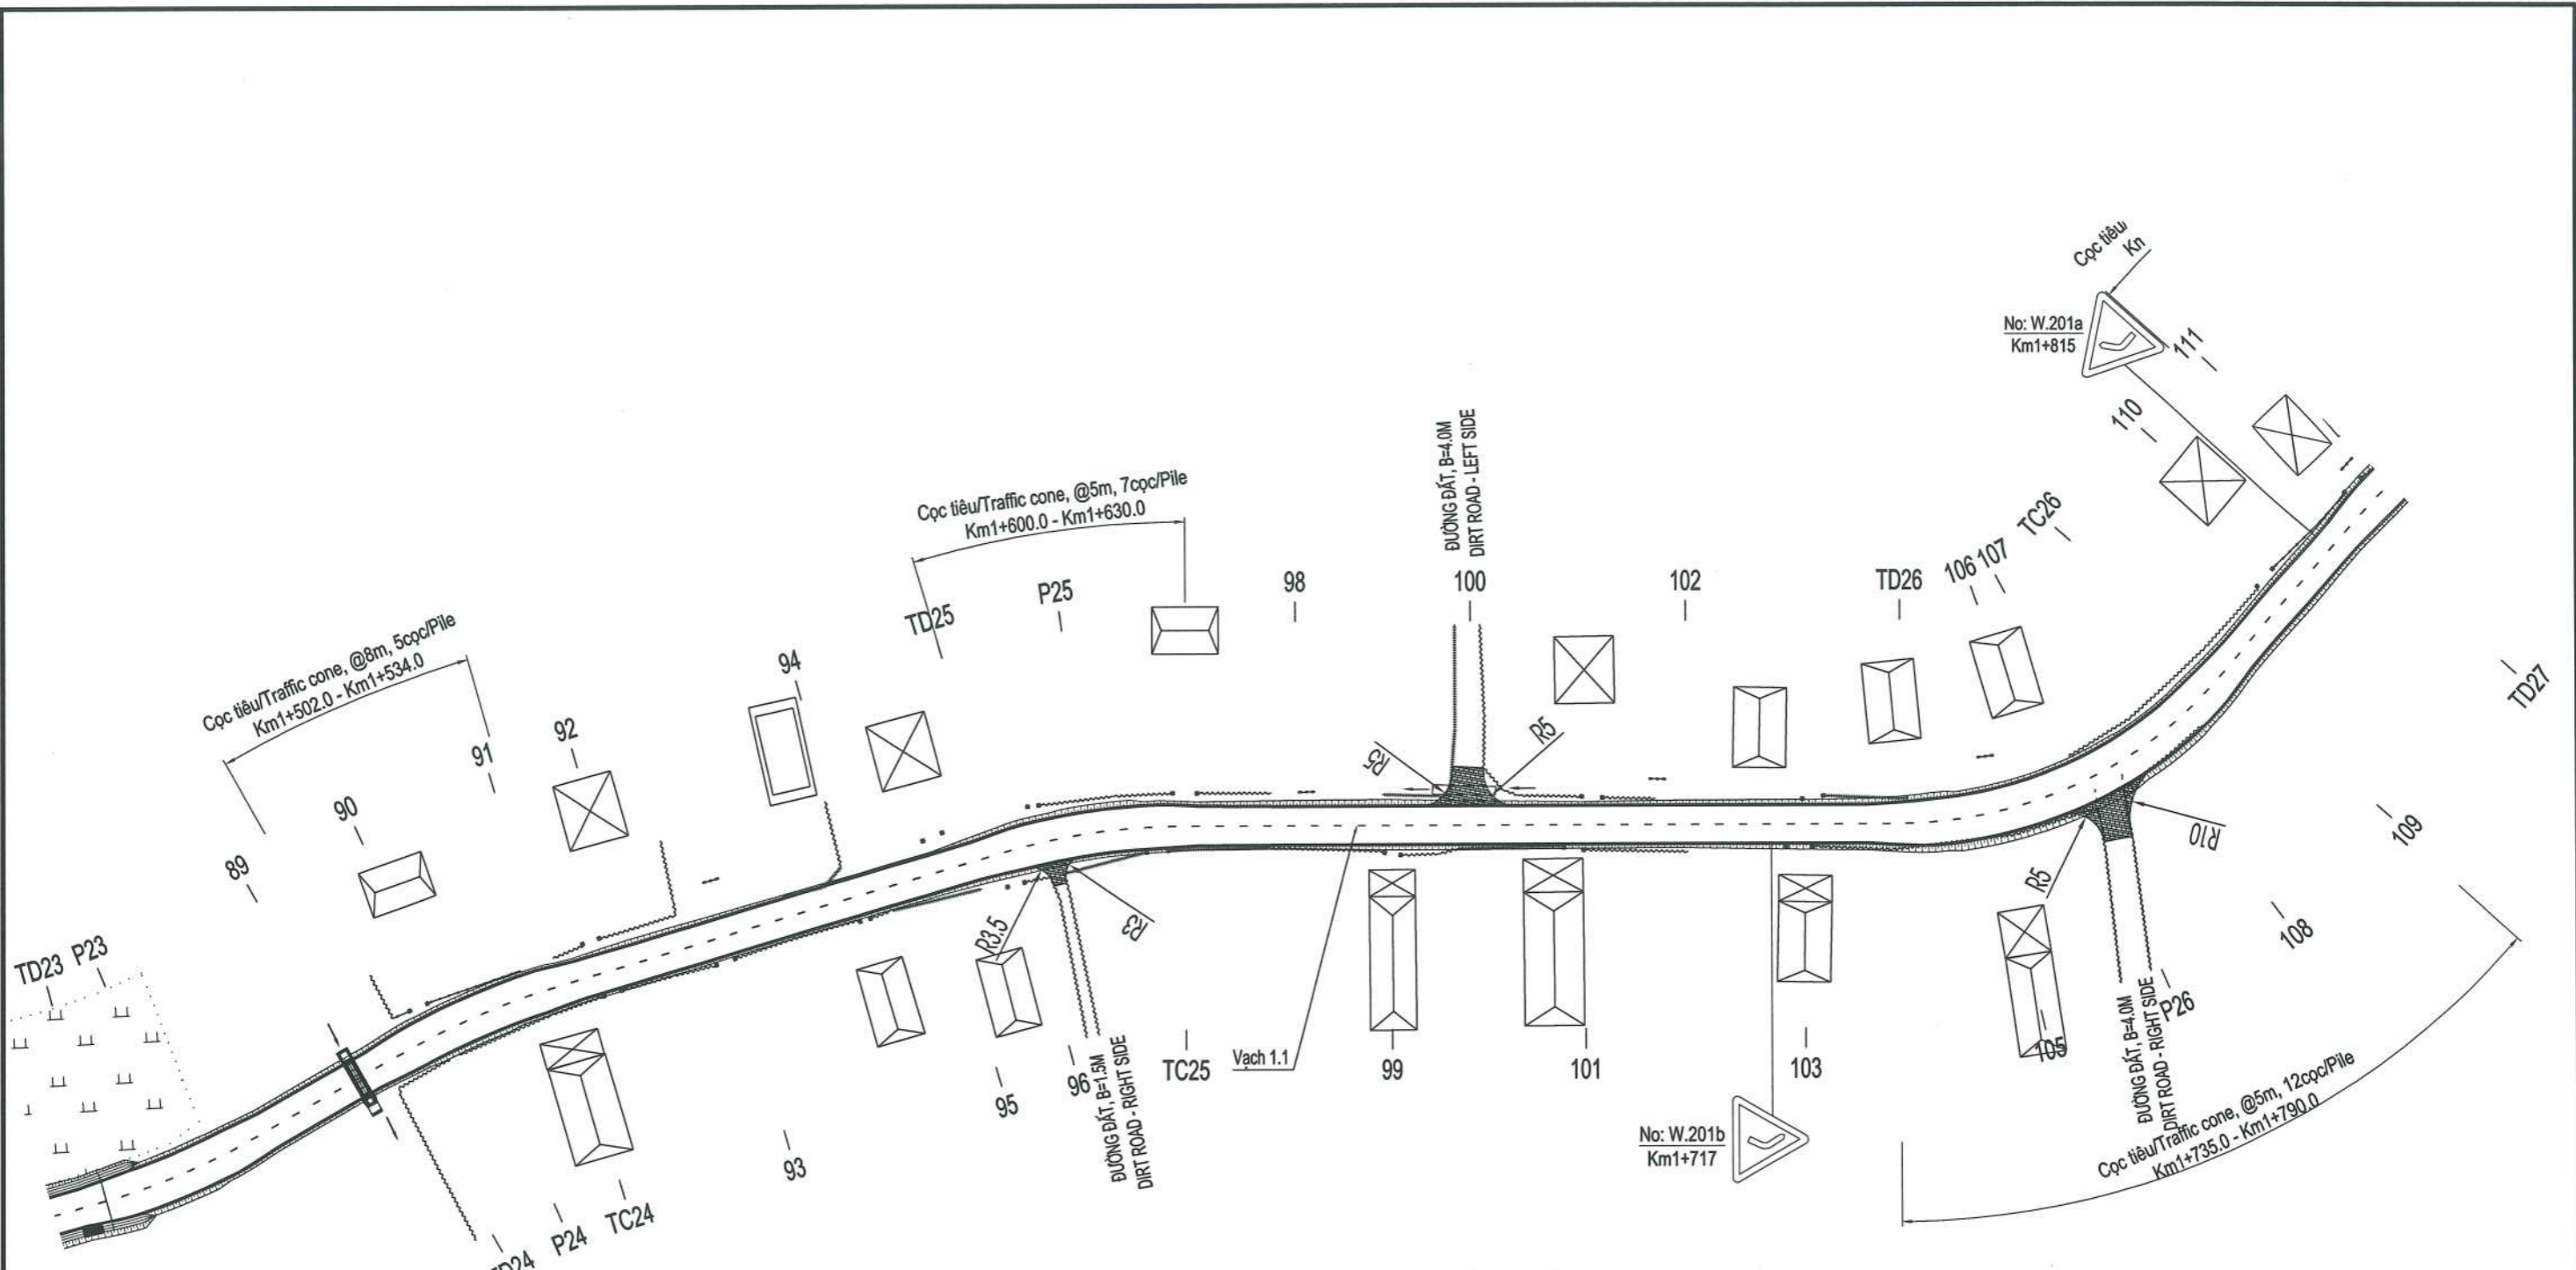 Cọc tiêu/
Kn
No: W.201a
Km1+815
111
110
TC26
107
106
TD26
102
ĐƯỜNG ĐẤT, B=4.0M
DIRT ROAD - LEFT SIDE
100
98
Cọc tiêu/Traffic cone, @5m, 7cọc/Pile
Km1+600.0 - Km1+630.0
P25
TD25
94
Cọc tiêu/Traffic cone, @8m, 5cọc/Pile
Km1+502.0 - Km1+534.0
92
91
90
89
TD23
P23
R5
R5
TD27
109
R10
R5
108
P26
ĐƯỜNG ĐẤT, B=4.0M
DIRT ROAD - RIGHT SIDE
105
R3.5
R3
95
96
ĐƯỜNG ĐẤT, B=1.5M
DIRT ROAD - RIGHT SIDE
TC25
Vạch 1.1
99
101
103
No: W.201b
Km1+717
Cọc tiêu/Traffic cone, @5m, 12cọc/Pile
Km1+735.0 - Km1+790.0
93
TC24
P24